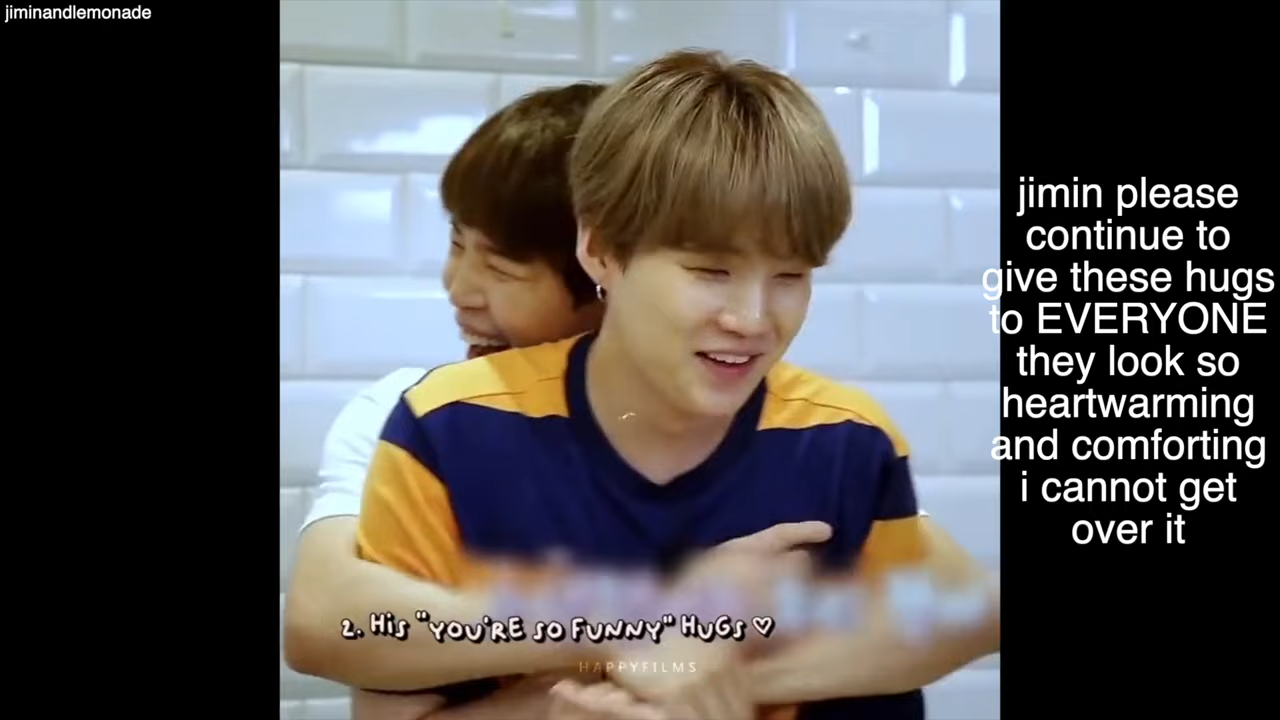 jiminandlemonade
jimin please
continue to
give these hugs
to EVERYONE
they look so
heartwarming
and comforting
i cannot get
over it
2. His "YOU'RE SO FUNNY" HUGS ♡
HAPPYFILMS